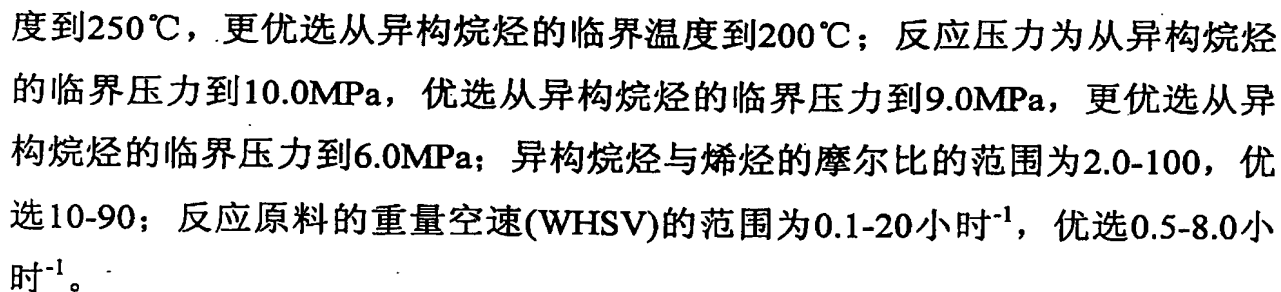 度到250℃，更优选从异构烷烃的临界温度到200℃；反应压力为从异构烷烃
的临界压力到10.0MPa，优选从异构烷烃的临界压力到9.0MPa，更优选从异
构烷烃的临界压力到6.0MPa；异构烷烃与烯烃的摩尔比的范围为2.0-100，优
选10-90；反应原料的重量空速(WHSV)的范围为0.1-20小时⁻¹，优选0.5-8.0小
时⁻¹。